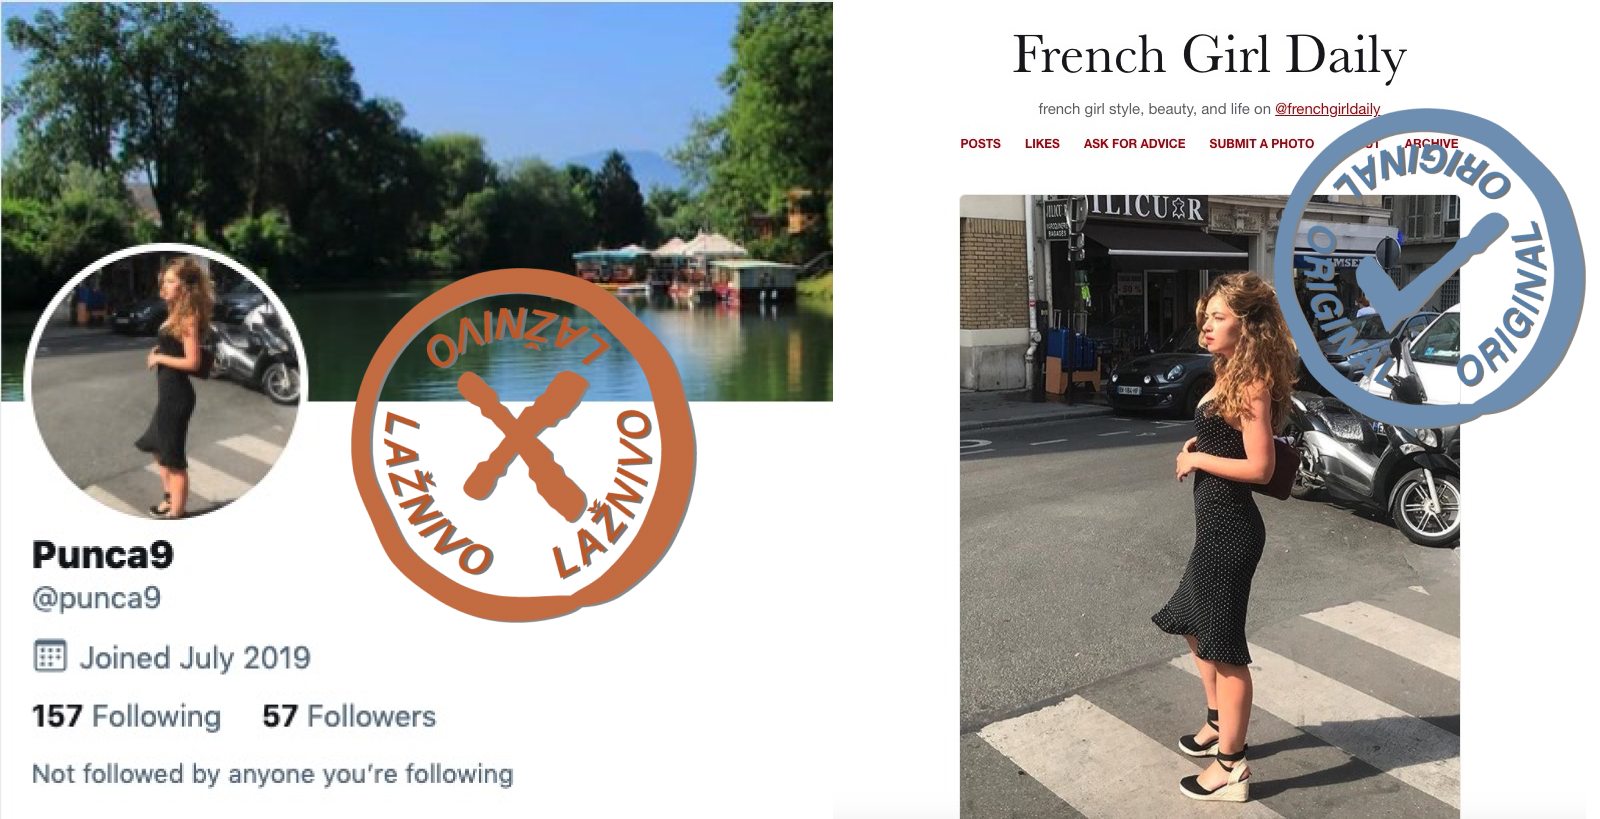 Punca9
@punca9
Joined July 2019
157 Following 57 Followers
Not followed by anyone you're following
LAŽNIVO
LAŽNIVO
LAŽNIVO
French Girl Daily
french girl style, beauty, and life on @frenchgirldaily
POSTS LIKES ASK FOR ADVICE SUBMIT A PHOTO ARCHIVE
ORIGINAL
ORIGINAL
ORIGINAL